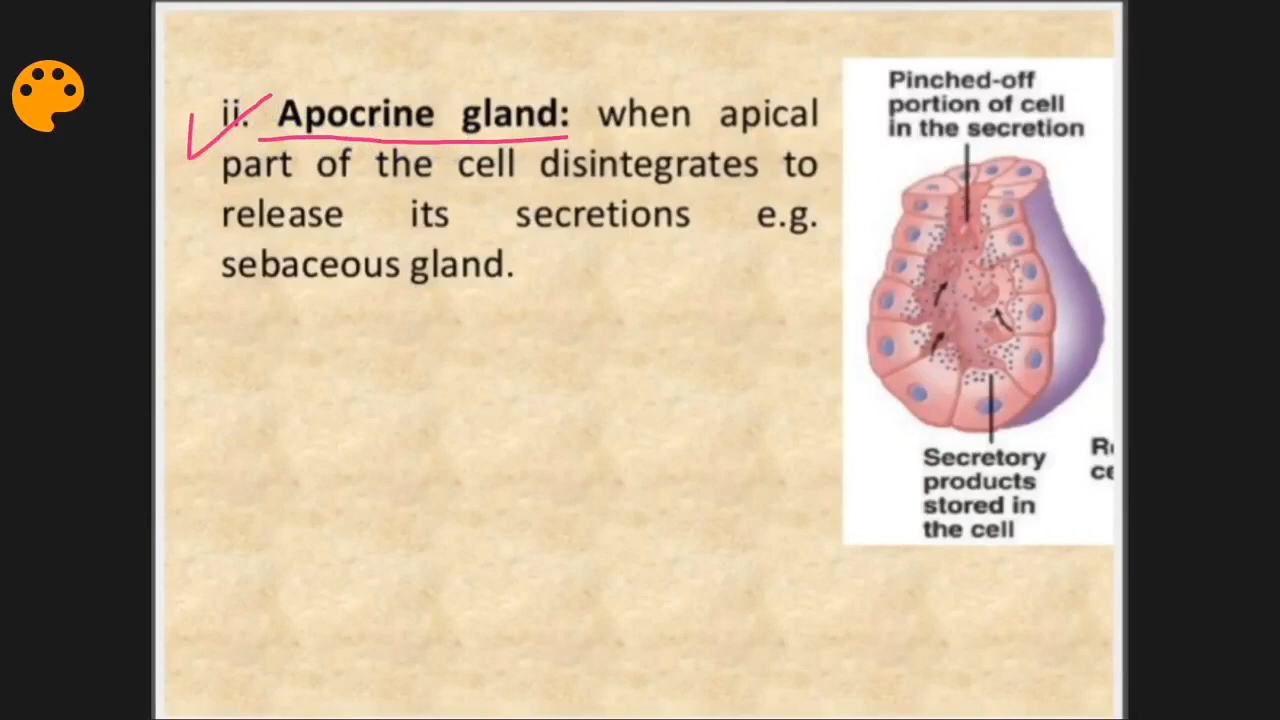 ii. Apocrine gland: when apical
part of the cell disintegrates to
release its secretions e.g.
sebaceous gland.
Pinched-off
portion of cell
in the secretion
Secretory
products
stored in
the cell